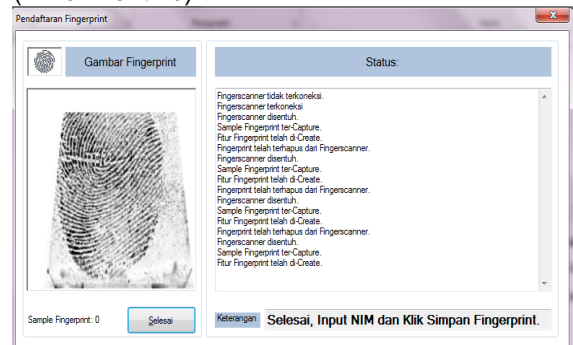 Pendaftaran Fingerprint
Gambar Fingerprint
Status:
Fingerscanner tidak terkoneksi.
Fingerscanner terkoneksi
Fingerscanner disentuh.
Sample Fingerprint ter-Capture.
Fitur Fingerprint telah di-Create.
Fingerprint telah terhapus dari Fingerscanner.
Fingerscanner disentuh.
Sample Fingerprint ter-Capture.
Fitur Fingerprint telah di-Create.
Fingerprint telah terhapus dari Fingerscanner.
Fingerscanner disentuh.
Sample Fingerprint ter-Capture.
Fitur Fingerprint telah di-Create.
Fingerprint telah terhapus dari Fingerscanner.
Fingerscanner disentuh.
Sample Fingerprint ter-Capture.
Fitur Fingerprint telah di-Create.
Sample Fingerprint: 0
Selesai
Keterangan
Selesai, Input NIM dan Klik Simpan Fingerprint.